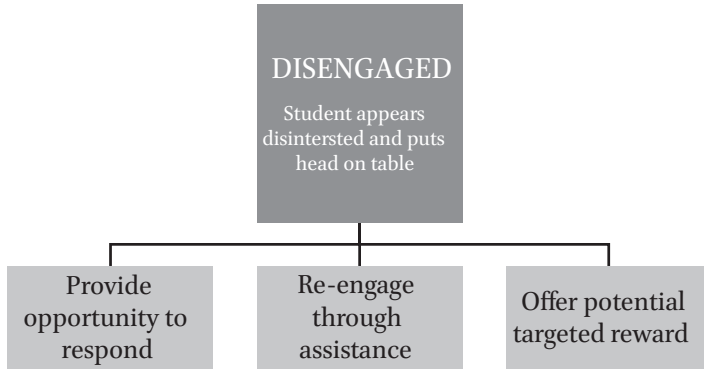 DISENGAGED
Student appears
disintersted and puts
head on table
Provide
opportunity to
respond
Re-engage
through
assistance
Offer potential
targeted reward